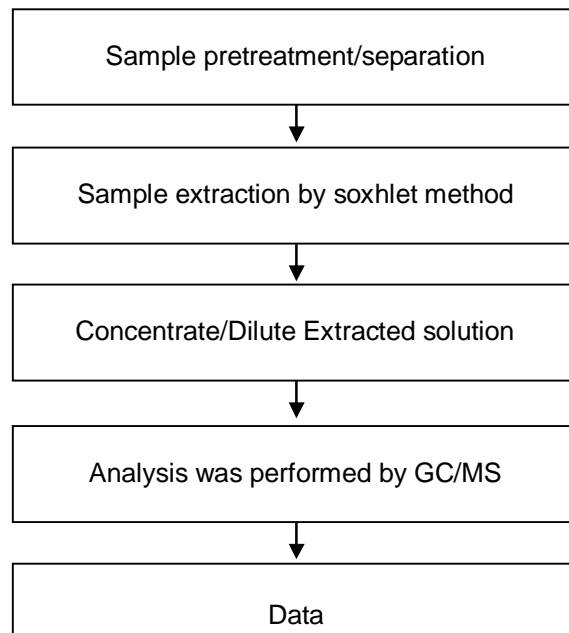 Sample pretreatment/separation
Sample extraction by soxhlet method
Concentrate/Dilute Extracted solution
Analysis was performed by GC/MS
Data